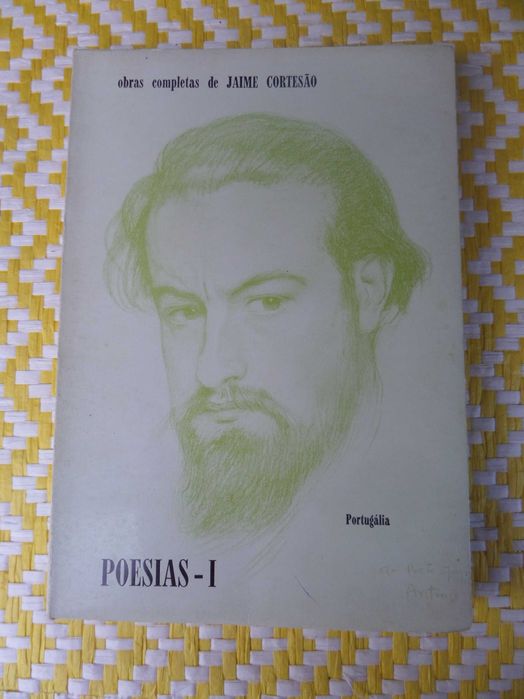 obras completas de JAIME CORTESÃO
Portugália
POESIAS - I